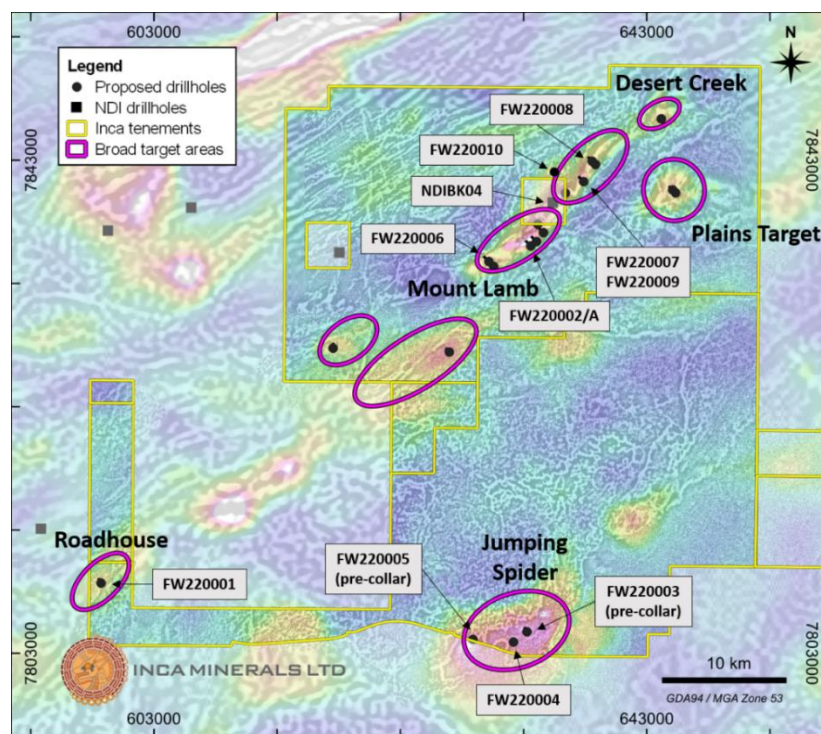 603000
643000
N
Legend
Proposed drillholes
NDI drillholes
Inca tenements
Broad target areas
Desert Creek
FW220008
FW220010
7843000
7843000
NDIBK04
FW220006
Plains Target
FW220007
FW220009
Mount Lamb
FW220002/A
Roadhouse
FW220001
FW220005
(pre-collar)
Jumping
Spider
FW220003
(pre-collar)
7803000
7803000
INCA MINERALS LTD
FW220004
10 km
GDA94 / MGA Zone 53
603000
643000